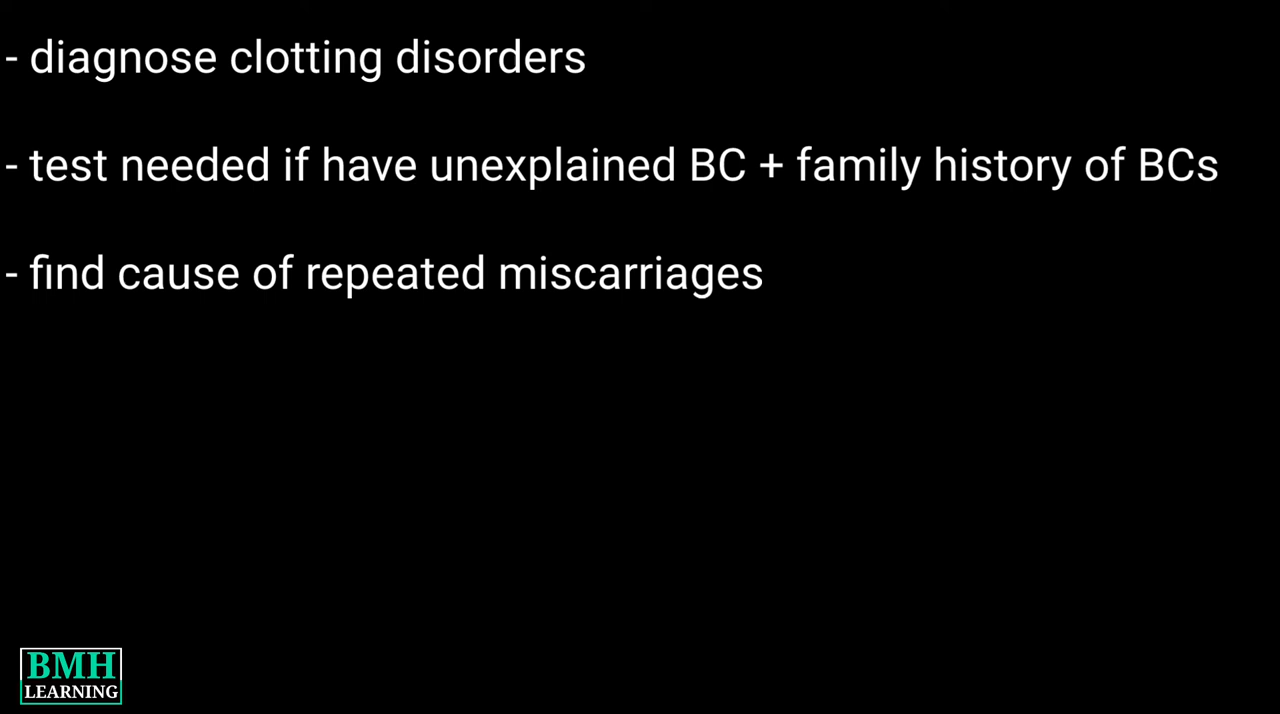 - diagnose clotting disorders
- test needed if have unexplained BC + family history of BCs
- find cause of repeated miscarriages
BMH
LEARNING